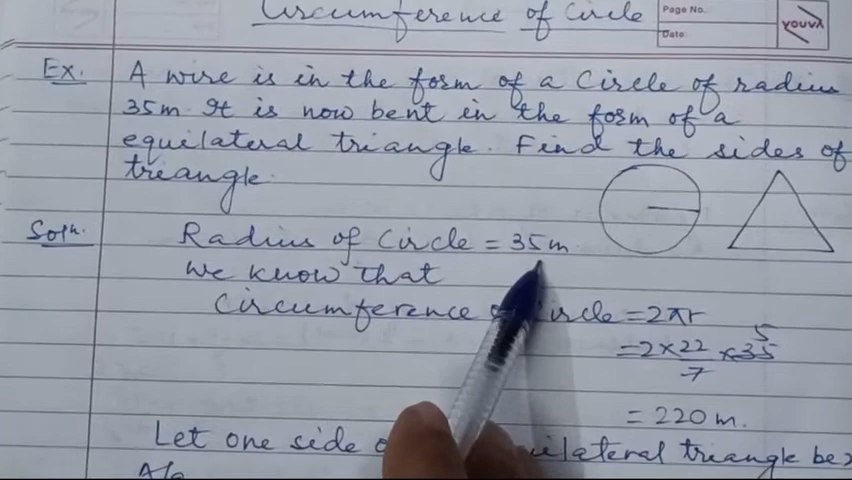 Circumference of Circle
Page No.
Date:
youva
Ex. A wire is in the form of a Circle of radius
35m. It is now bent in the form of a
equilateral triangle. Find the sides of
triangle.
Soln. Radius of Circle = 35m.
We know that
Circumference Circle = 2πr
= 2 × 22/7 × 35 5
= 220 m.
Let one side equilateral triangle be x